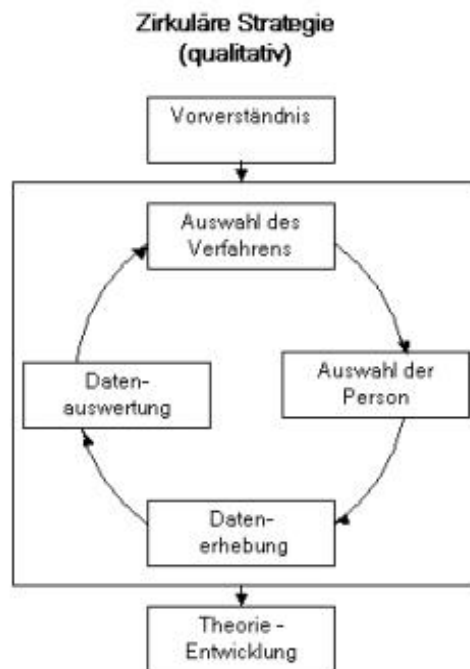 Zirkuläre Strategie
(qualitativ)
Vorverständnis
Auswahl des
Verfahrens
Auswahl der
Person
Daten-
erhebung
Daten-
auswertung
Theorie -
Entwicklung